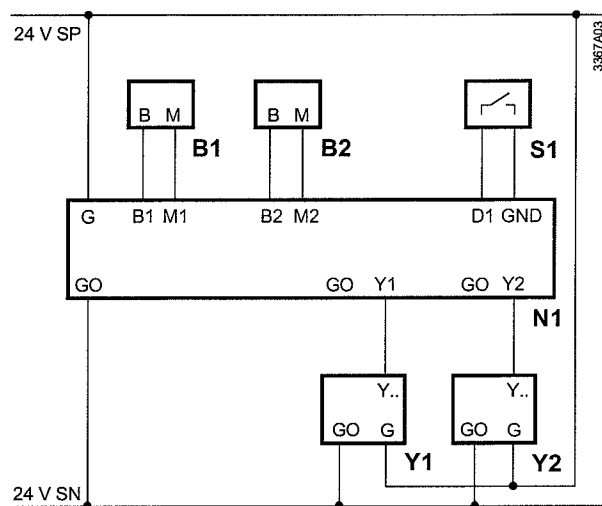 24 V SP
3367A03
B M
B1
B M
B2
S1
G B1 M1 B2 M2 D1 GND
GO GO Y1 GO Y2
N1
Y..
GO G
Y1
Y..
GO G
Y2
24 V SN